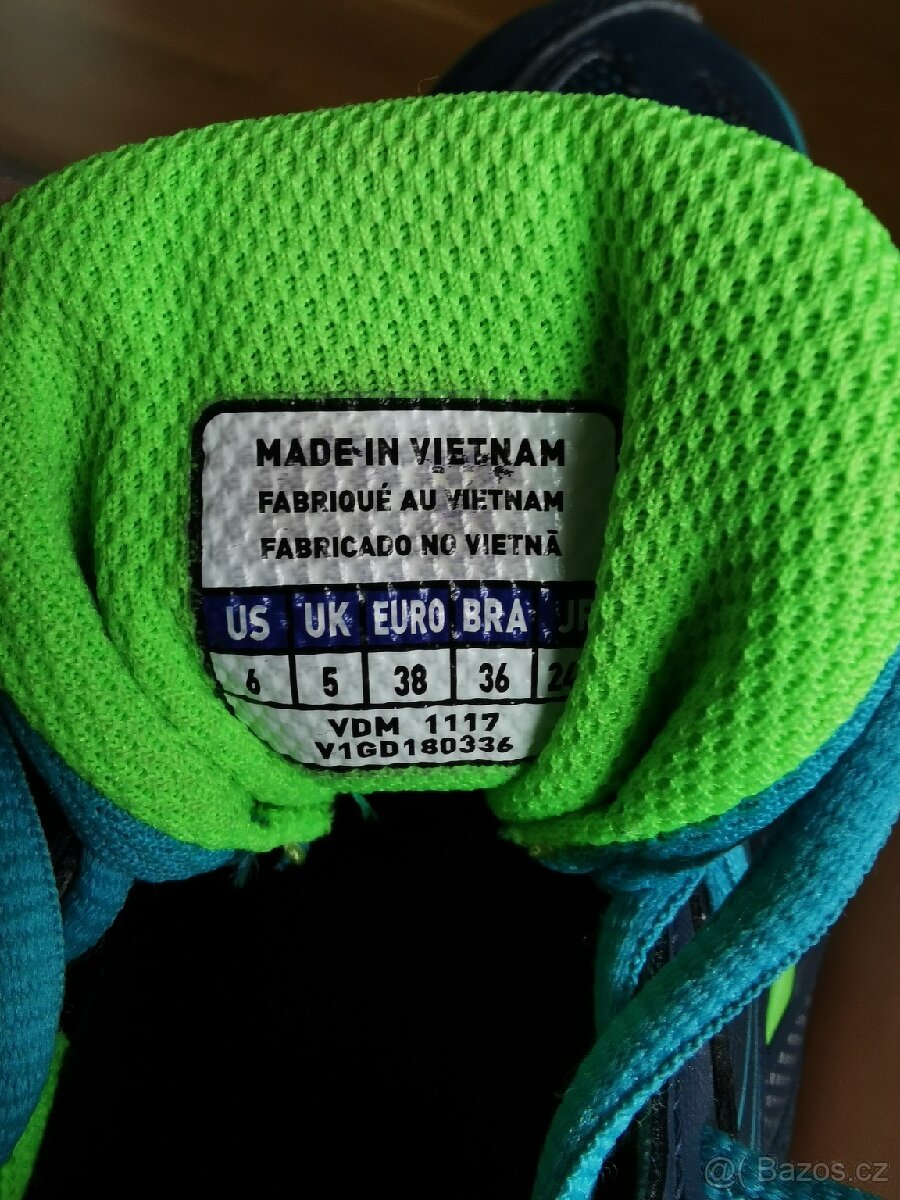 MADE IN VIETNAM
FABRIQUÉ AU VIETNAM
FABRICADO NO VIETNÃ
US UK EURO BRA
6 5 38 36
VDM 1117
V1GD180336
@ Bazos.cz